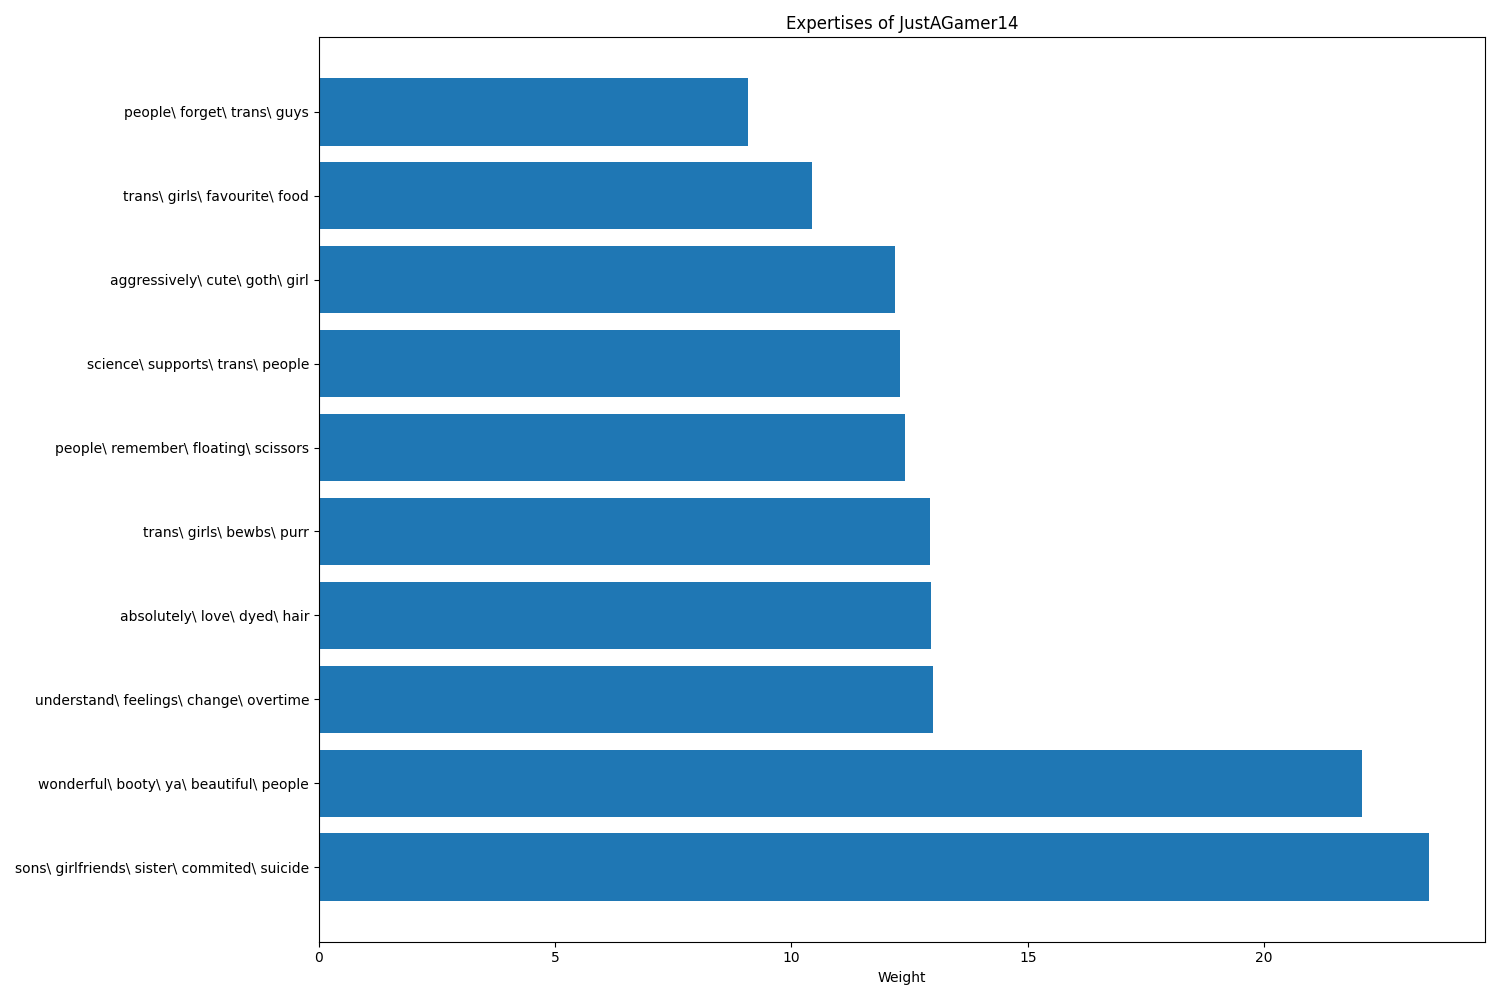 Expertises of JustAGamer14
people\ forget\ trans\ guys
trans\ girls\ favourite\ food
aggressively\ cute\ goth\ girl
science\ supports\ trans\ people
people\ remember\ floating\ scissors
trans\ girls\ bewbs\ purr
absolutely\ love\ dyed\ hair
understand\ feelings\ change\ overtime
wonderful\ booty\ ya\ beautiful\ people
sons\ girlfriends\ sister\ commited\ suicide
0 5 10 15 20
Weight